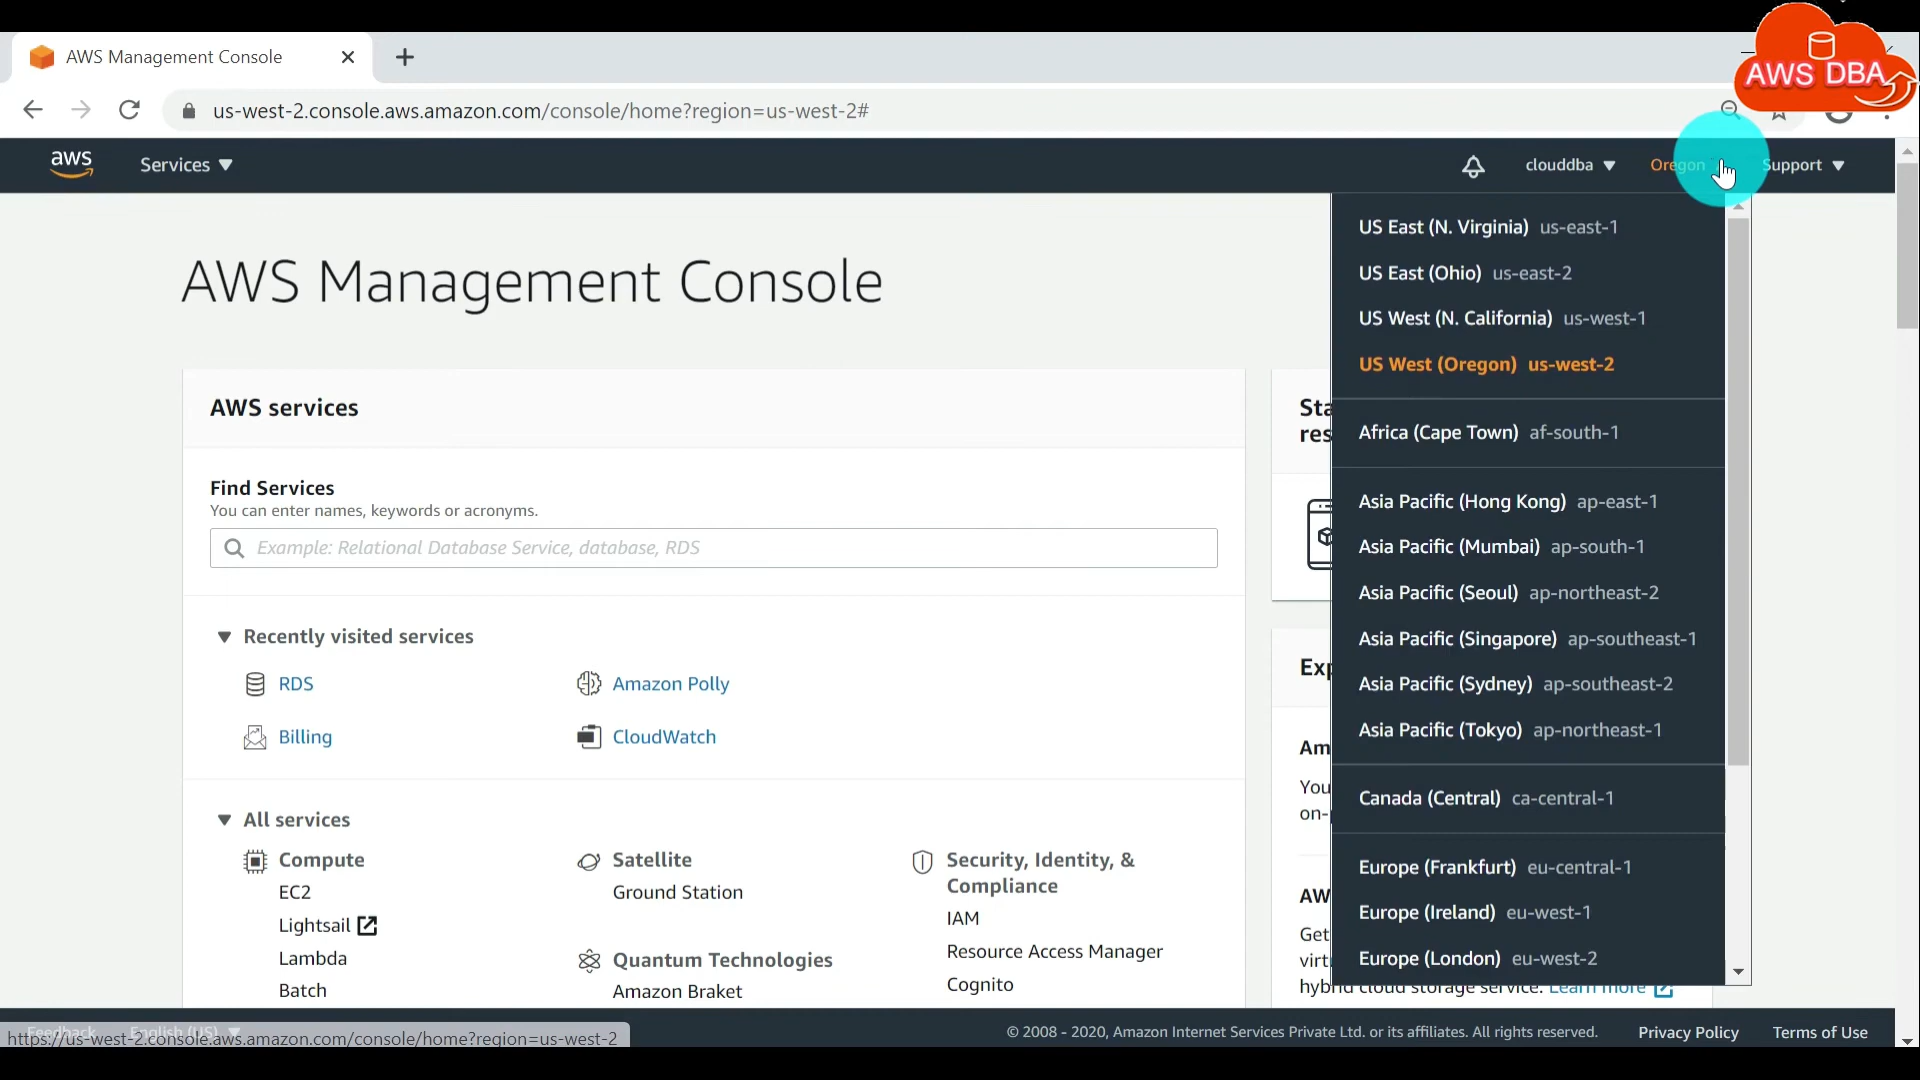 AWS DBA
AWS Management Console
us-west-2.console.aws.amazon.com/console/home?region=us-west-2#
aws
Services
clouddba
Oregon
Support
AWS Management Console
AWS services
Find Services
You can enter names, keywords or acronyms.
Example: Relational Database Service, database, RDS
Recently visited services
RDS
Amazon Polly
Billing
CloudWatch
All services
Compute
EC2
Lightsail
Lambda
Batch
Satellite
Ground Station
Quantum Technologies
Amazon Braket
Security, Identity, &
Compliance
IAM
Resource Access Manager
Cognito
Sta
res
Exp
Am
You
on-
AW
Get
virt
hybrid cloud storage service. Learn more
US East (N. Virginia) us-east-1
US East (Ohio) us-east-2
US West (N. California) us-west-1
US West (Oregon) us-west-2
Africa (Cape Town) af-south-1
Asia Pacific (Hong Kong) ap-east-1
Asia Pacific (Mumbai) ap-south-1
Asia Pacific (Seoul) ap-northeast-2
Asia Pacific (Singapore) ap-southeast-1
Asia Pacific (Sydney) ap-southeast-2
Asia Pacific (Tokyo) ap-northeast-1
Canada (Central) ca-central-1
Europe (Frankfurt) eu-central-1
Europe (Ireland) eu-west-1
Europe (London) eu-west-2
Feedback
English (US)
https://us-west-2.console.aws.amazon.com/console/home?region=us-west-2
© 2008 - 2020, Amazon Internet Services Private Ltd. or its affiliates. All rights reserved.
Privacy Policy
Terms of Use